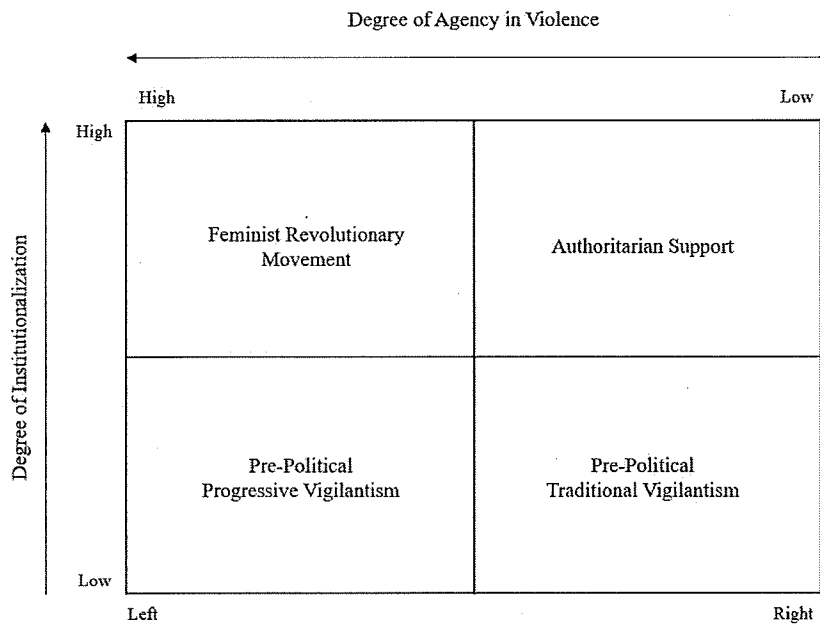 Degree of Agency in Violence
High
Low
High
Feminist Revolutionary
Movement
Authoritarian Support
Degree of Institutionalization
Pre-Political
Progressive Vigilantism
Pre-Political
Traditional Vigilantism
Low
Left
Right